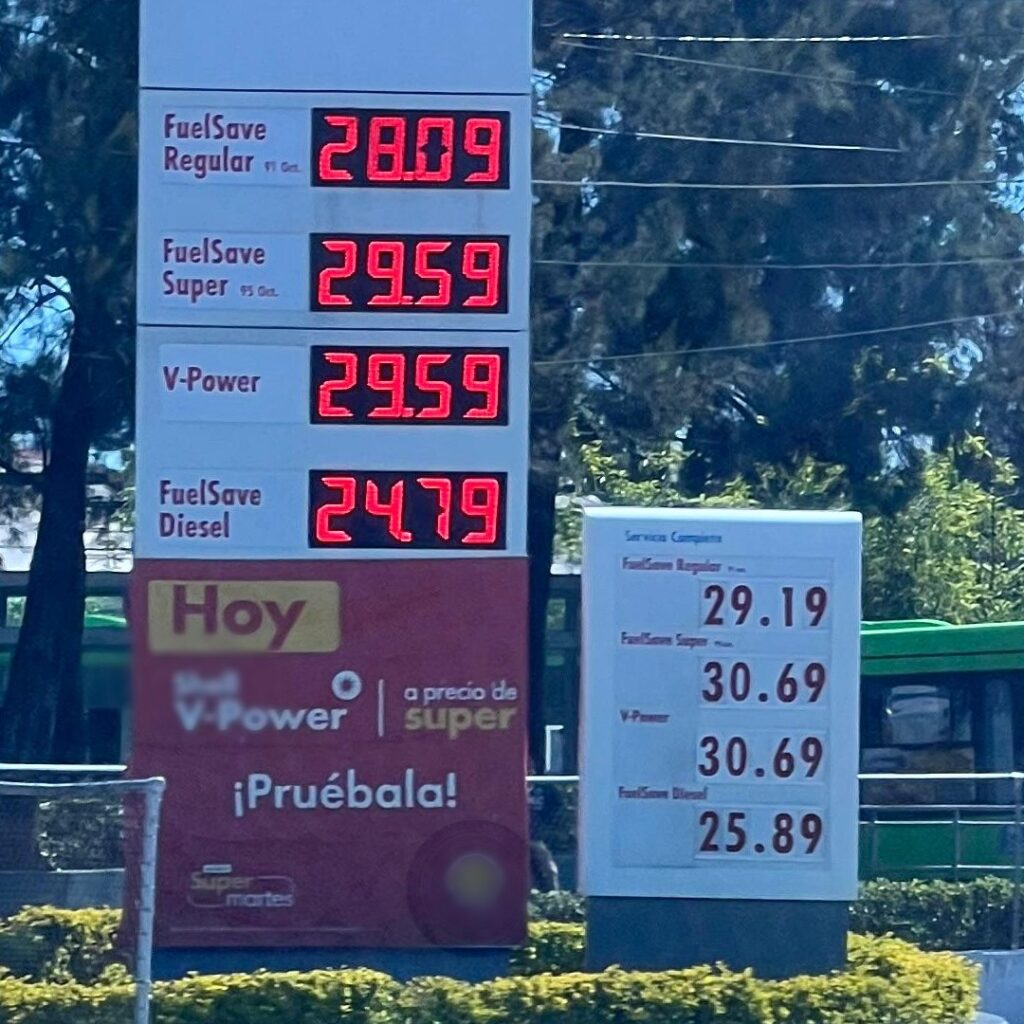 FuelSave
Regular 91 Oct.
28.09
FuelSave
Super 95 Oct.
29.59
V-Power
29.59
FuelSave
Diesel
24.79
Hoy
Shell
V-Power
a precio de
super
¡Pruébala!
Super
martes
Servicio Completo
FuelSave Regular
29.19
FuelSave Super
30.69
V-Power
30.69
FuelSave Diesel
25.89